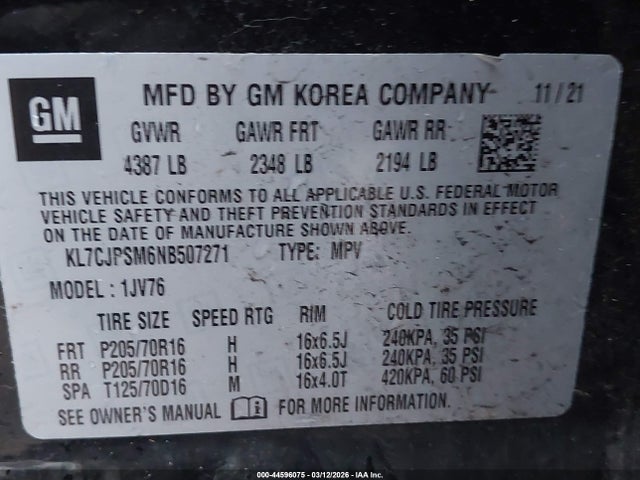 GM
MFD BY GM KOREA COMPANY 11 / 21
GVWR GAWR FRT GAWR RR
4387 LB 2348 LB 2194 LB
THIS VEHICLE CONFORMS TO ALL APPLICABLE U.S. FEDERAL MOTOR
VEHICLE SAFETY AND THEFT PREVENTION STANDARDS IN EFFECT
ON THE DATE OF MANUFACTURE SHOWN ABOVE.
KL7CJPSM6NB507271 TYPE: MPV
MODEL : 1JV76
TIRE SIZE SPEED RTG RIM COLD TIRE PRESSURE
FRT P205/70R16 H 16x6.5J 240KPA, 35 PSI
RR P205/70R16 H 16x6.5J 240KPA, 35 PSI
SPA T125/70D16 M 16x4.0T 420KPA, 60 PSI
SEE OWNER'S MANUAL FOR MORE INFORMATION.
000-44596075 - 03/12/2026 - IAA Inc.